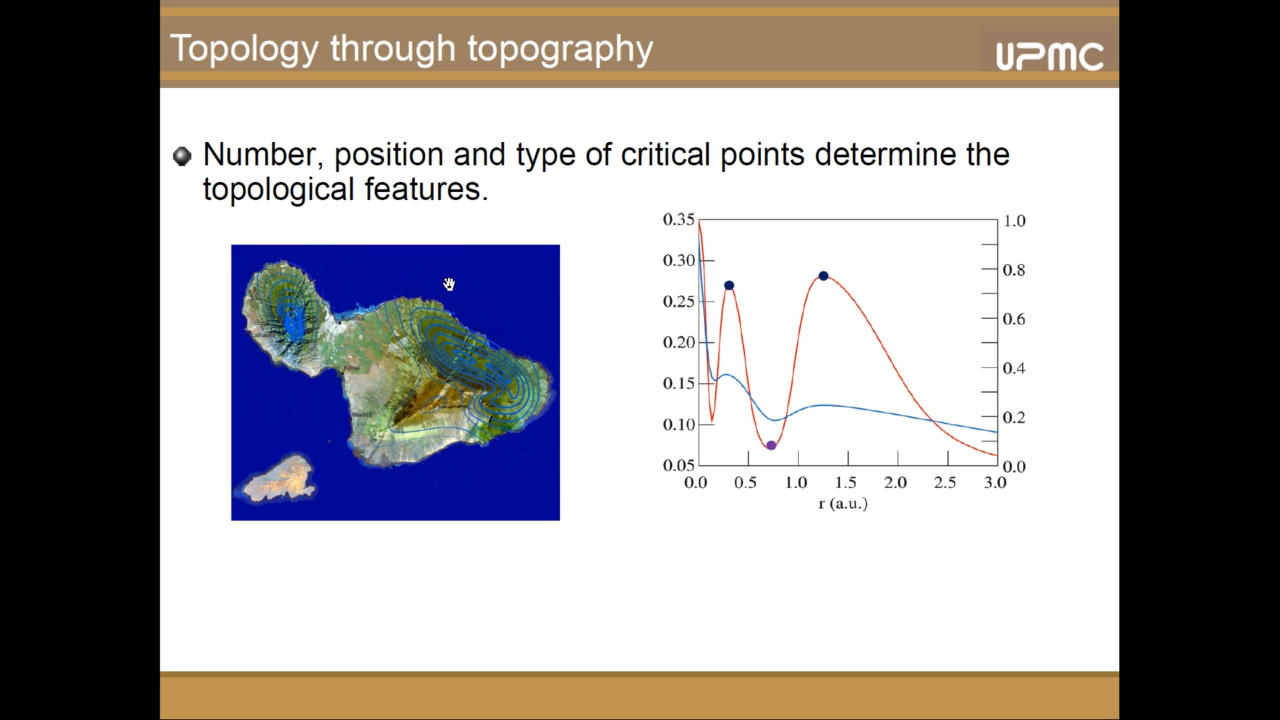 Topology through topography
UPMC
Number, position and type of critical points determine the
topological features.
0.35
0.30
0.25
0.20
0.15
0.10
0.05
1.0
0.8
0.6
0.4
0.2
0.0
0.0 0.5 1.0 1.5 2.0 2.5 3.0
r (a.u.)